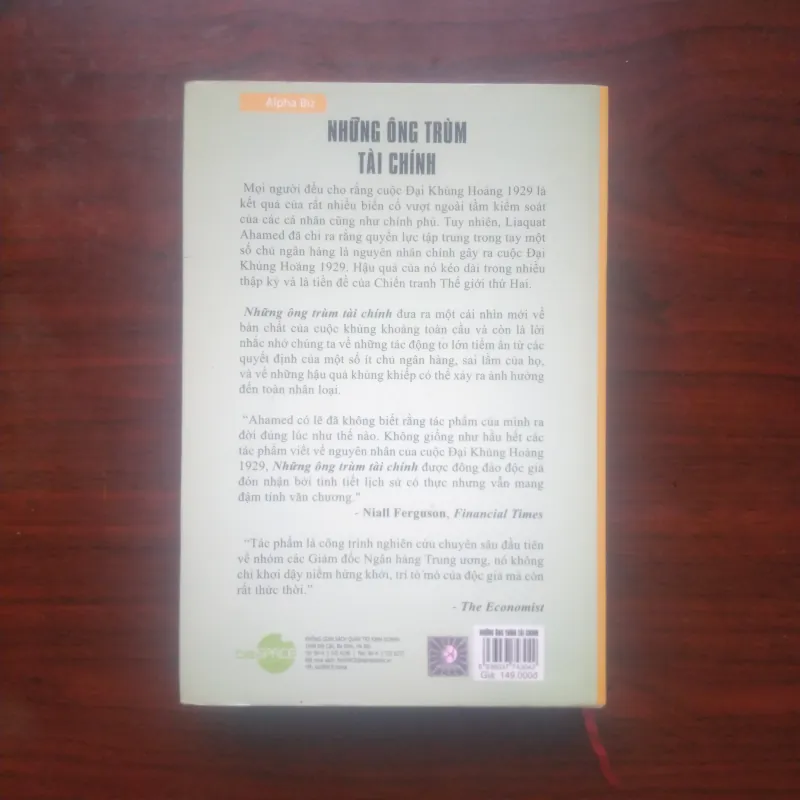 Alpha Biz
NHỮNG ÔNG TRÙM
TÀI CHÍNH
Mọi người đều cho rằng cuộc Đại Khủng Hoảng 1929 là
kết quả của rất nhiều biến cố vượt ngoài tầm kiểm soát
của các cá nhân cũng như chính phủ. Tuy nhiên, Liaquat
Ahamed đã chỉ ra rằng quyền lực tập trung trong tay một
số chủ ngân hàng là nguyên nhân chính gây ra cuộc Đại
Khủng Hoảng 1929. Hậu quả của nó kéo dài trong nhiều
thập kỷ và là tiền đề của Chiến tranh Thế giới thứ Hai.
Những ông trùm tài chính đưa ra một cái nhìn mới về
bản chất của cuộc khủng khoảng toàn cầu và còn là lời
nhắc nhở chúng ta về những tác động to lớn tiềm ẩn từ các
quyết định của một số ít chủ ngân hàng, sai lầm của họ,
và về những hậu quả khủng khiếp có thể xảy ra ảnh hưởng
đến toàn nhân loại.
“Ahamed có lẽ đã không biết rằng tác phẩm của mình ra
đời đúng lúc như thế nào. Không giống như hầu hết các
tác phẩm viết về nguyên nhân của cuộc Đại Khủng Hoảng
1929, Những ông trùm tài chính được đông đảo độc giả
đón nhận bởi tình tiết lịch sử có thực nhưng vẫn mang
đậm tính văn chương.”
- Niall Ferguson, Financial Times
“Tác phẩm là công trình nghiên cứu chuyên sâu đầu tiên
về nhóm các Giám đốc Ngân hàng Trung ương, nó không
chỉ khơi dậy niềm hứng khởi, trí tò mò của độc giả mà còn
rất thức thời.”
- The Economist
SPACE
KHÔNG GIAN SÁCH QUẢN TRỊ KINH DOANH
NHỮNG ÔNG TRÙM TÀI CHÍNH
Giá: 149.000đ